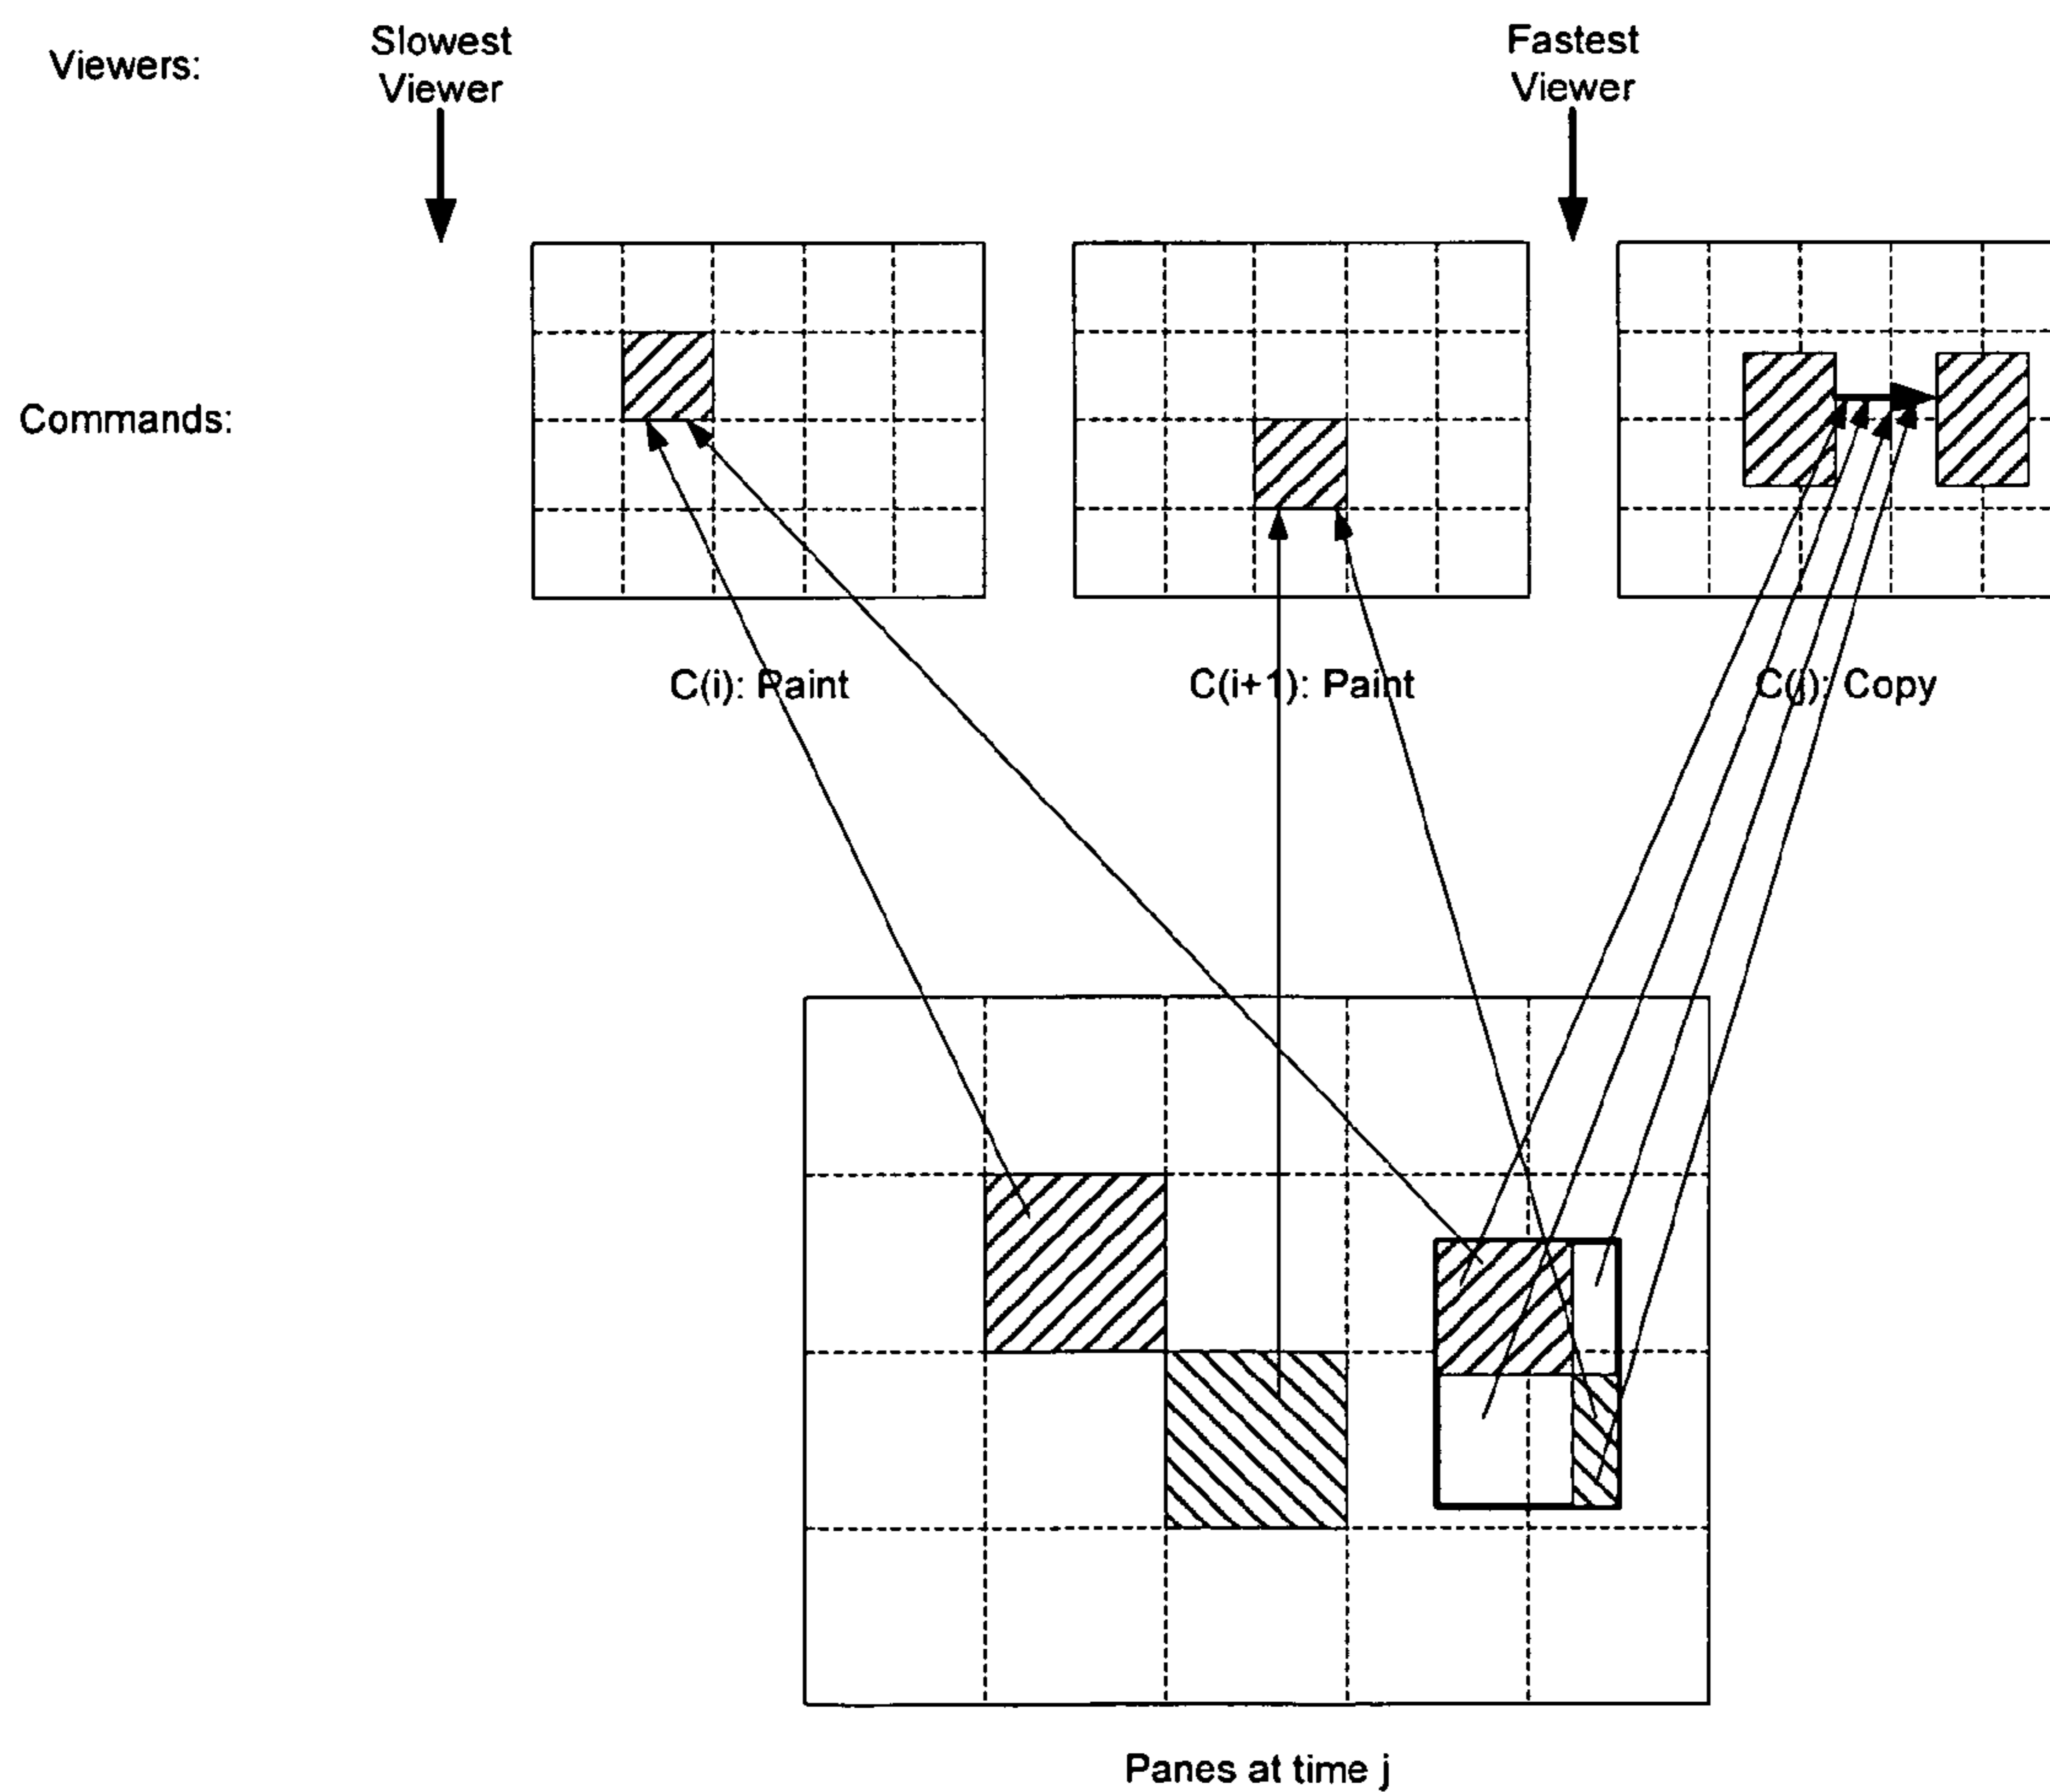 Viewers:
Slowest
Viewer
Fastest
Viewer
Commands:
C(i): Paint
C(i+1): Paint
C(j): Copy
Panes at time j